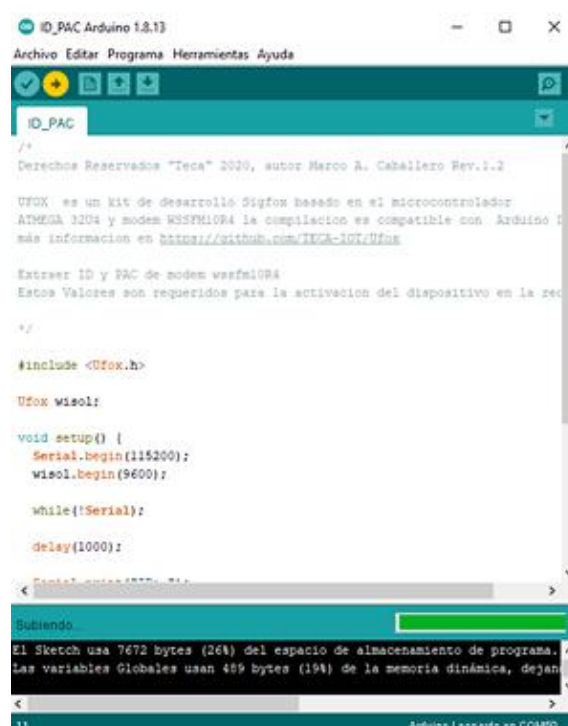 ID_PAC Arduino 1.8.13
Archivo Editar Programa Herramientas Ayuda
ID_PAC
/*
Derechos Reservados "Teca" 2020, autor Marco A. Caballero Rev.1.2
UFOX es un kit de desarrollo Sigfox basado en el microcontrolador
ATMEGA 32U4 y modem WSSFM10R4 la compilacion es compatible con Arduino
más informacion en https://github.com/TECA-IOT/Ufox
Extraer ID y PAC de modem wssfm10R4
Estos Valores son requeridos para la activacion del dispositivo en la red
*/
#include <Ufox.h>
Ufox wisol;
void setup() {
Serial.begin(115200);
wisol.begin(9600);
while(!Serial);
delay(1000);
Subiendo...
El Sketch usa 7672 bytes (26%) del espacio de almacenamiento de programa.
Las variables Globales usan 489 bytes (19%) de la memoria dinámica, dejan
11
Arduino Leonardo en